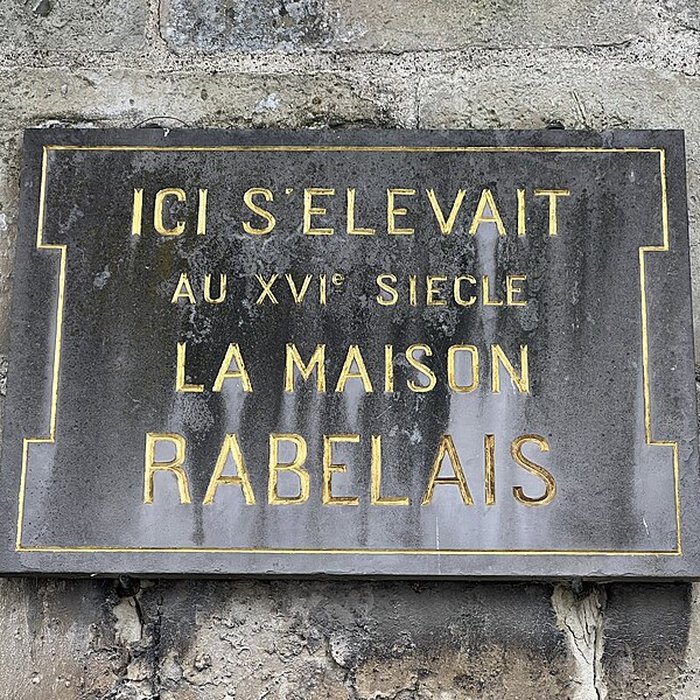 ICI S'ELEVAIT
AU XVIe SIECLE
LA MAISON
RABELAIS